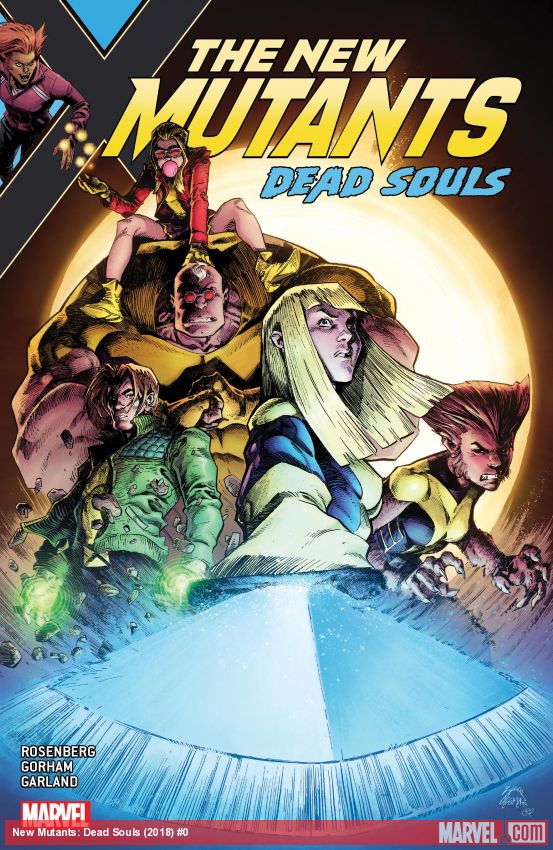 THE NEW
MUTANTS
DEAD SOULS
ROSENBERG
GORHAM
GARLAND
MARVEL
New Mutants: Dead Souls (2018) #0
MARVEL.COM